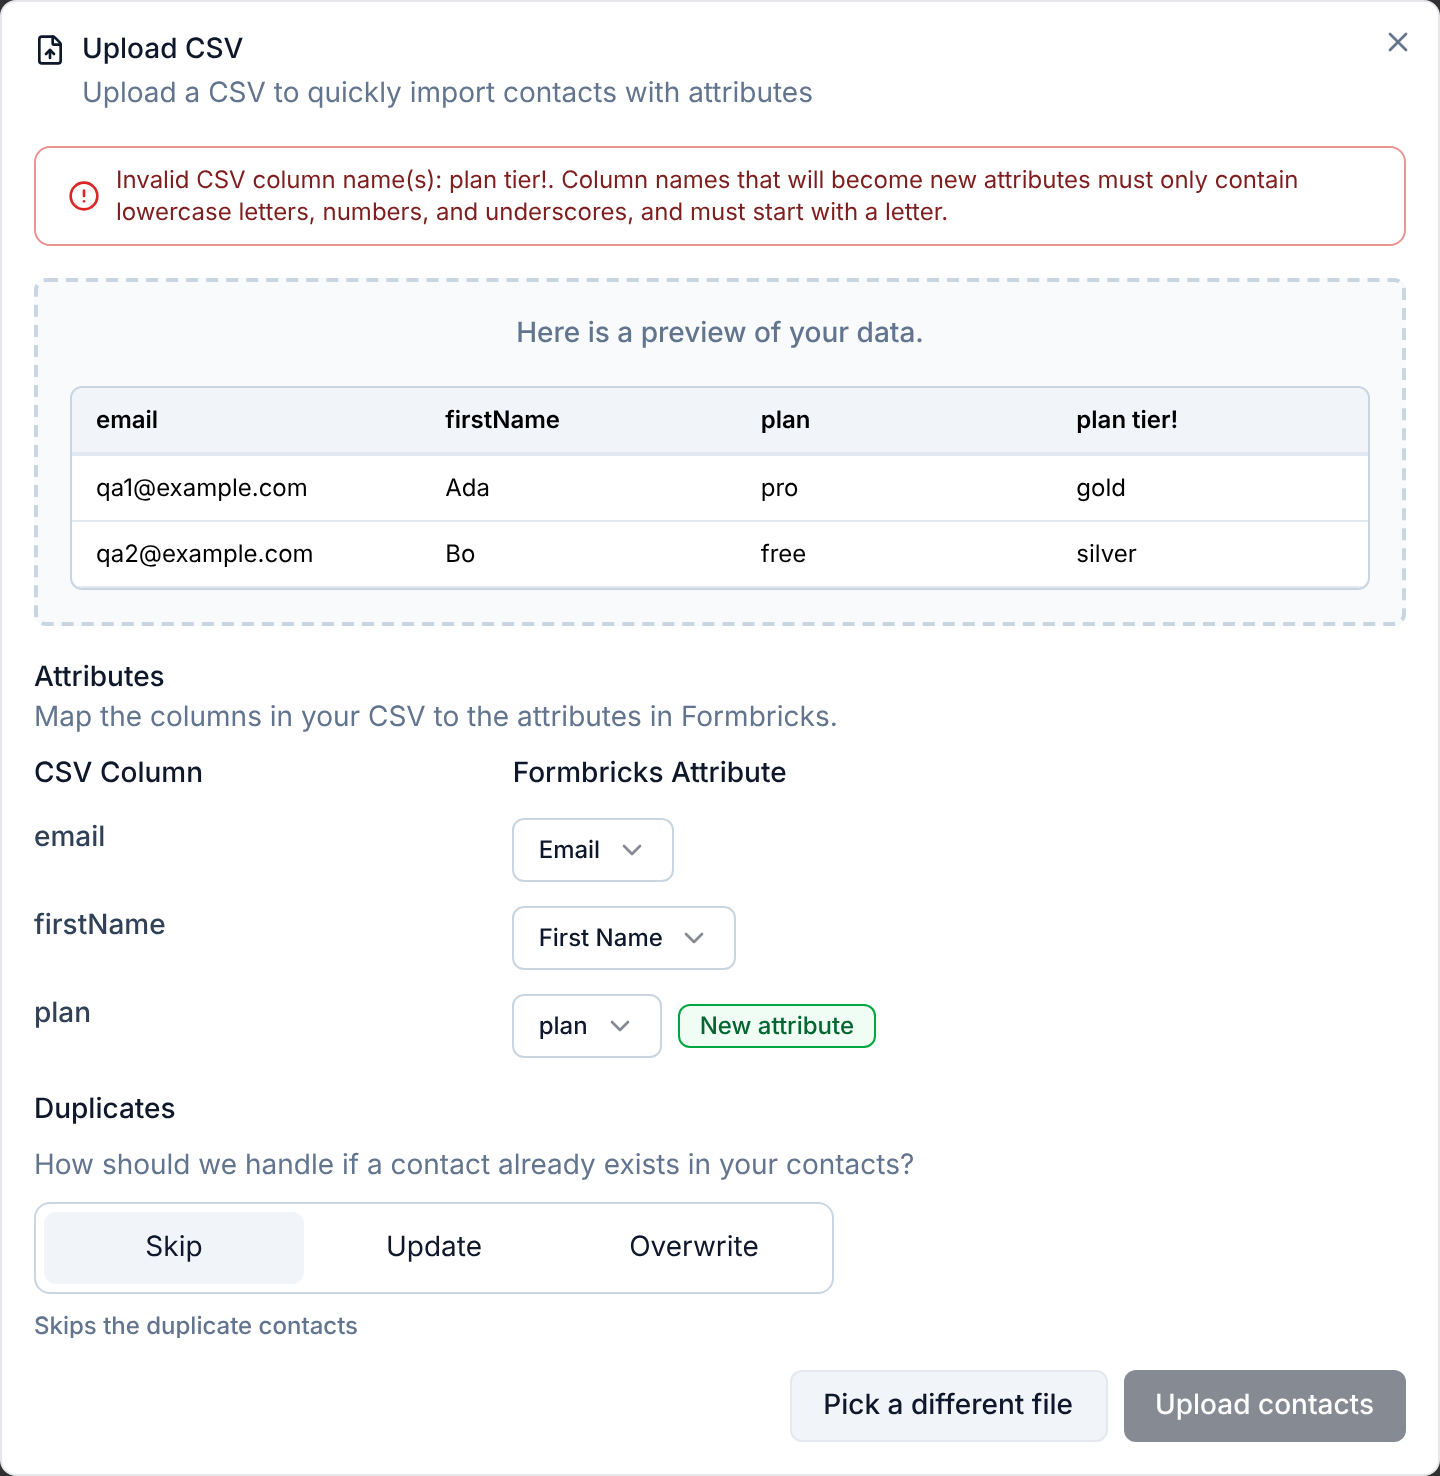 Upload CSV
Upload a CSV to quickly import contacts with attributes
Invalid CSV column name(s): plan tier!. Column names that will become new attributes must only contain
lowercase letters, numbers, and underscores, and must start with a letter.
Here is a preview of your data.
email firstName plan plan tier!
qa1@example.com Ada pro gold
qa2@example.com Bo free silver
Attributes
Map the columns in your CSV to the attributes in Formbricks.
CSV Column Formbricks Attribute
email Email
firstName First Name
plan plan New attribute
Duplicates
How should we handle if a contact already exists in your contacts?
Skip Update Overwrite
Skips the duplicate contacts
Pick a different file Upload contacts